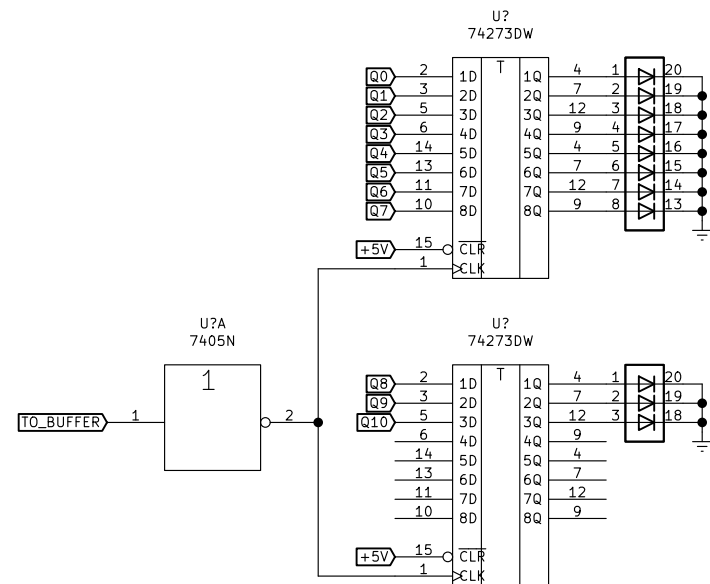 U?
74273DW
T
Q0 2 1D 1Q 4 1 20
Q1 3 2D 2Q 7 2 19
Q2 5 3D 3Q 12 3 18
Q3 6 4D 4Q 9 4 17
Q4 14 5D 5Q 4 5 16
Q5 13 6D 6Q 7 6 15
Q6 11 7D 7Q 12 7 14
Q7 10 8D 8Q 9 8 13
+5V 15 CLR
1 CLK
U?A
7405N
1
TO_BUFFER 1 2
U?
74273DW
T
Q8 2 1D 1Q 4 1 20
Q9 3 2D 2Q 7 2 19
Q10 5 3D 3Q 12 3 18
6 4D 4Q 9
14 5D 5Q 4
13 6D 6Q 7
11 7D 7Q 12
10 8D 8Q 9
+5V 15 CLR
1 CLK